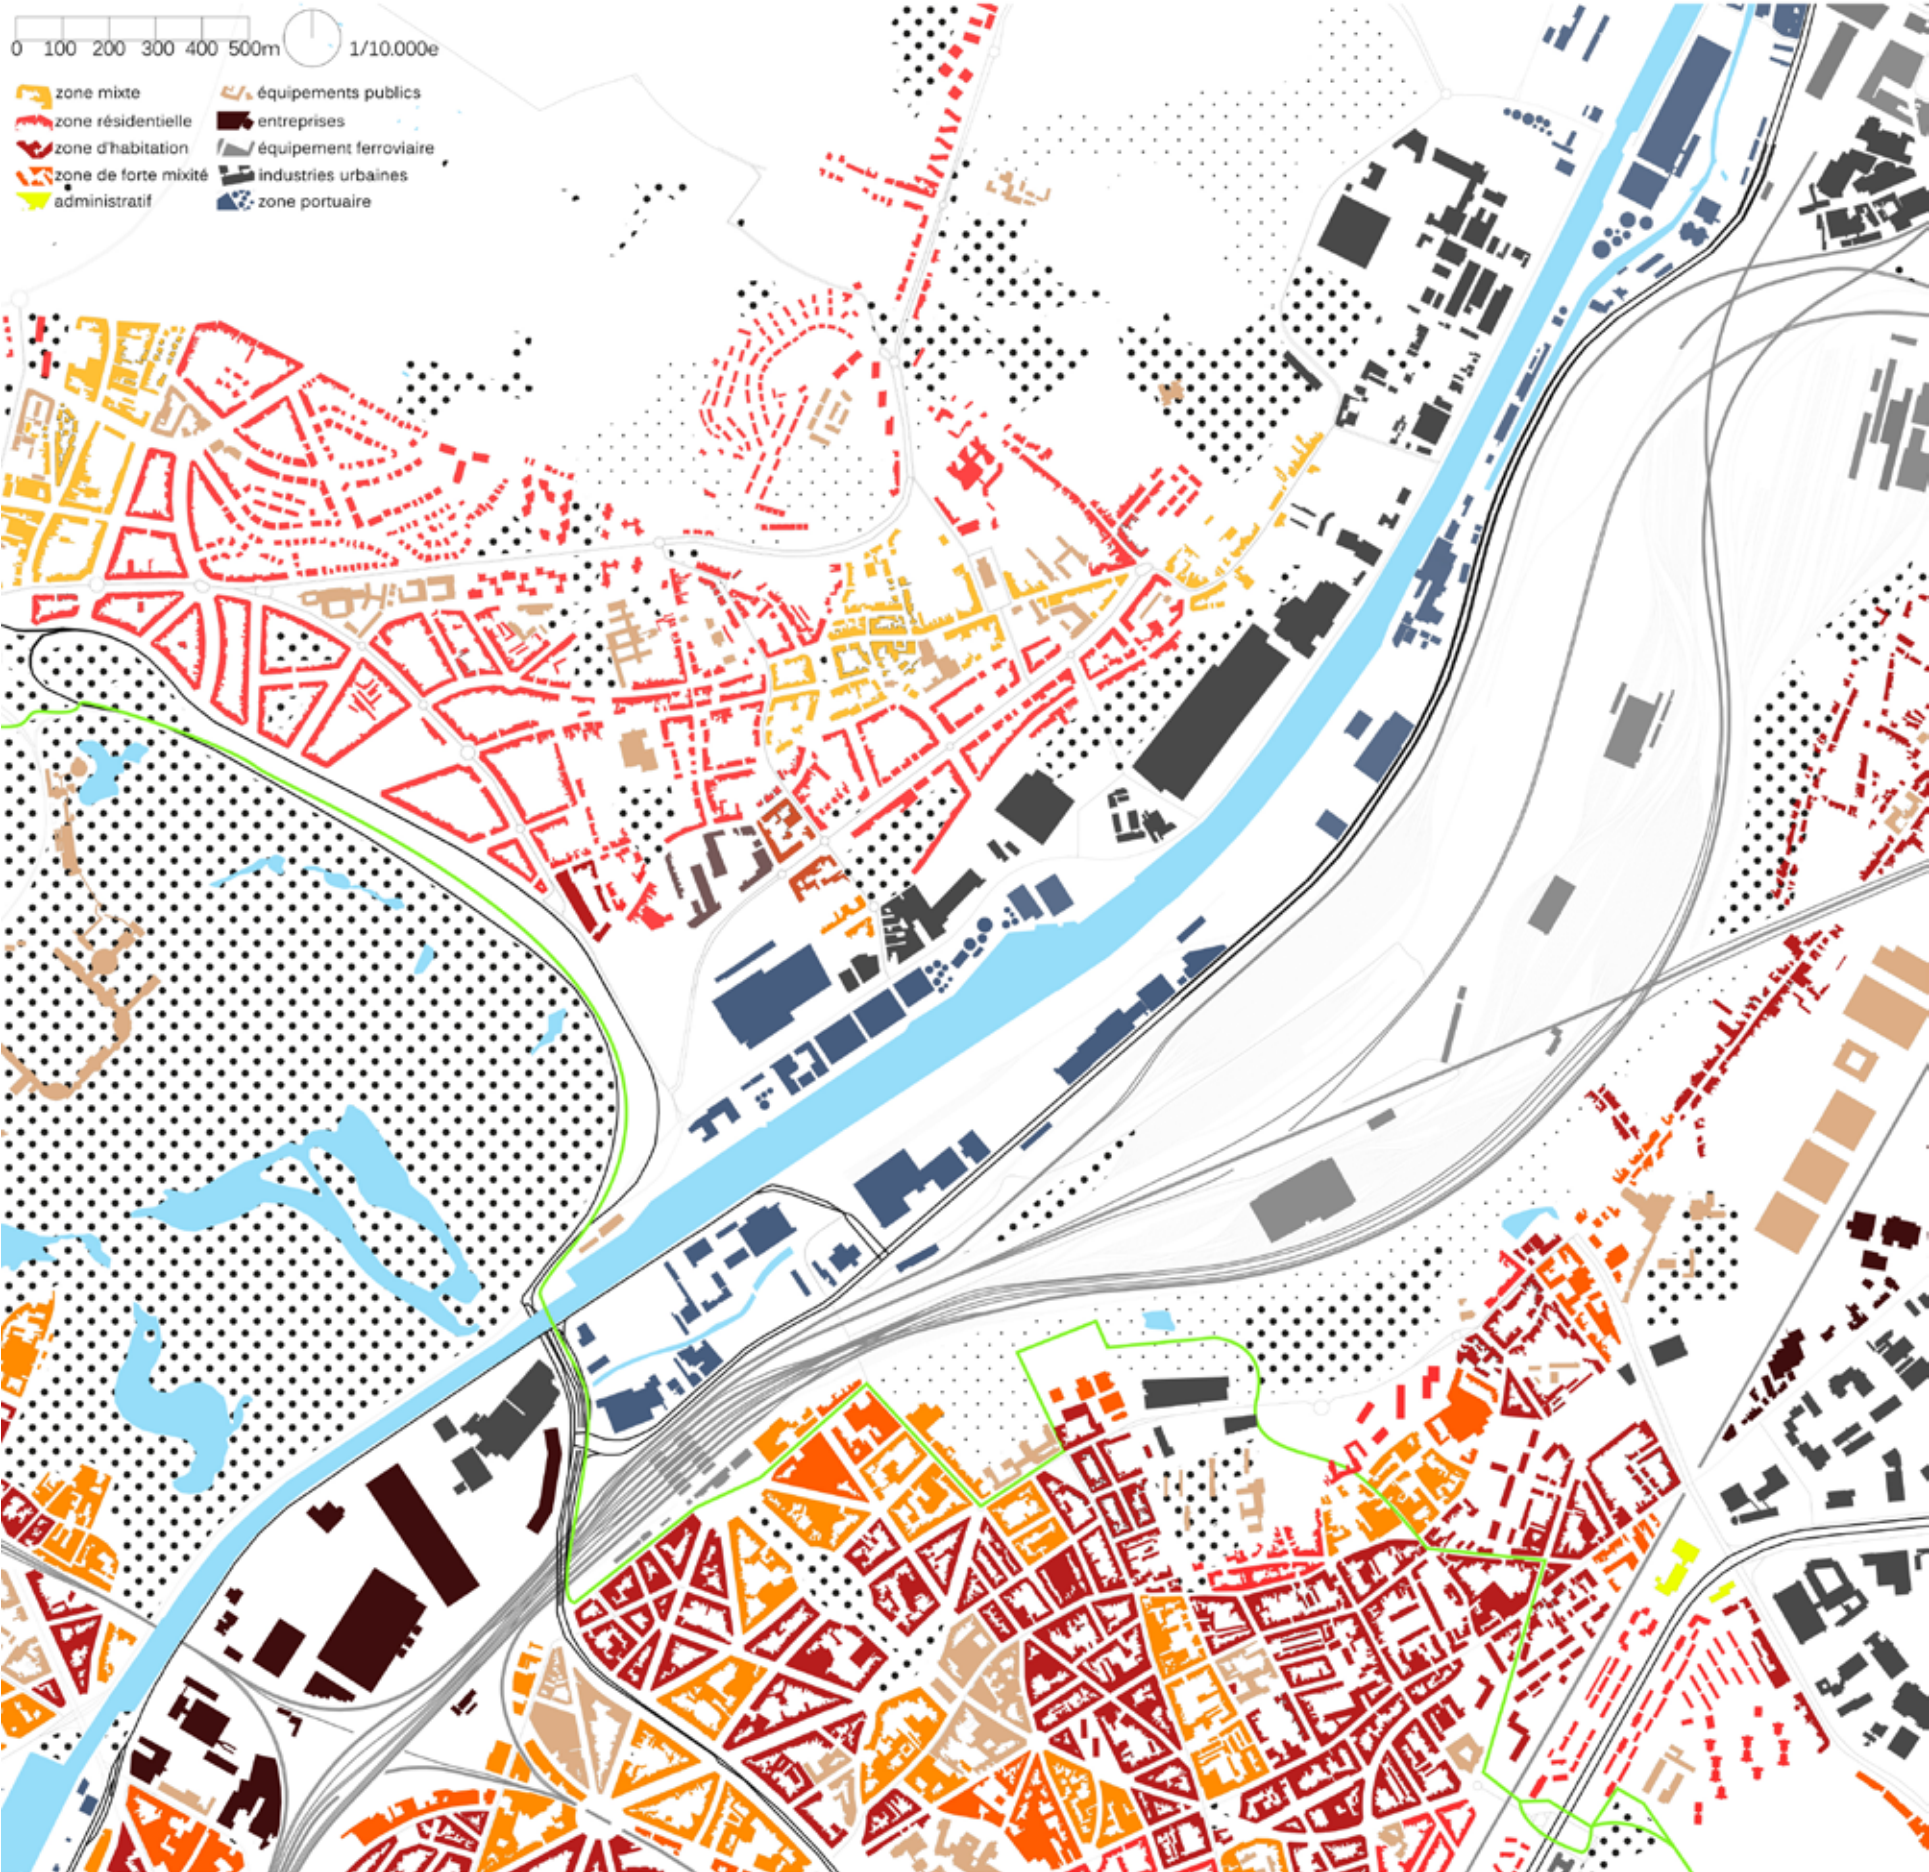 0 100 200 300 400 500m 1/10.000e
zone mixte
zone résidentielle
zone d'habitation
zone de forte mixité
administratif
équipements publics
entreprises
équipement ferroviaire
industries urbaines
zone portuaire